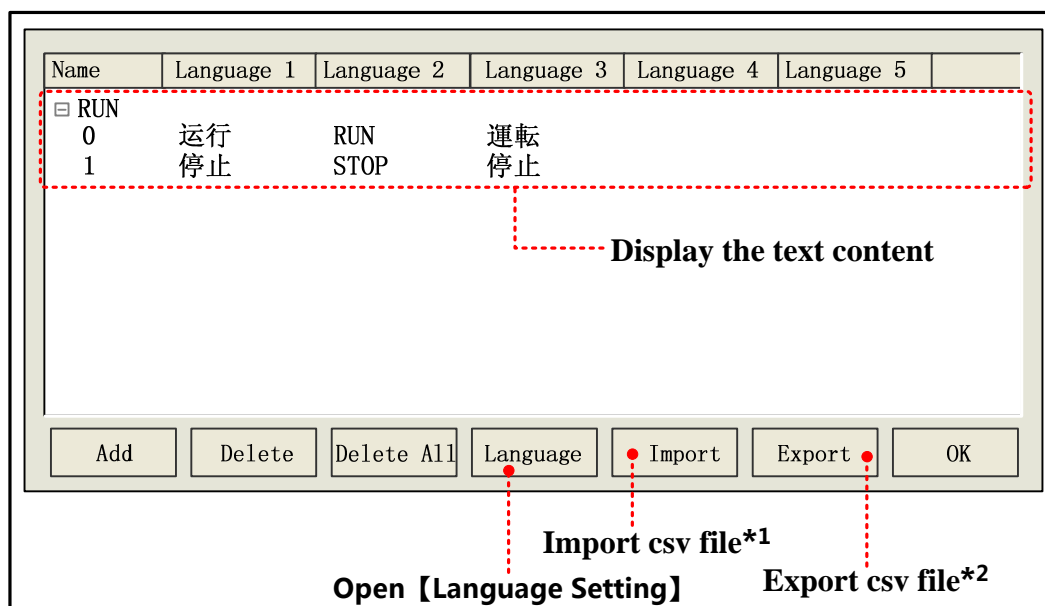 Name Language 1 Language 2 Language 3 Language 4 Language 5
RUN
0 运行 RUN 運転
1 停止 STOP 停止
Display the text content
Add Delete Delete All Language Import Export OK
Import csv file*1
Export csv file*2
Open【Language Setting】